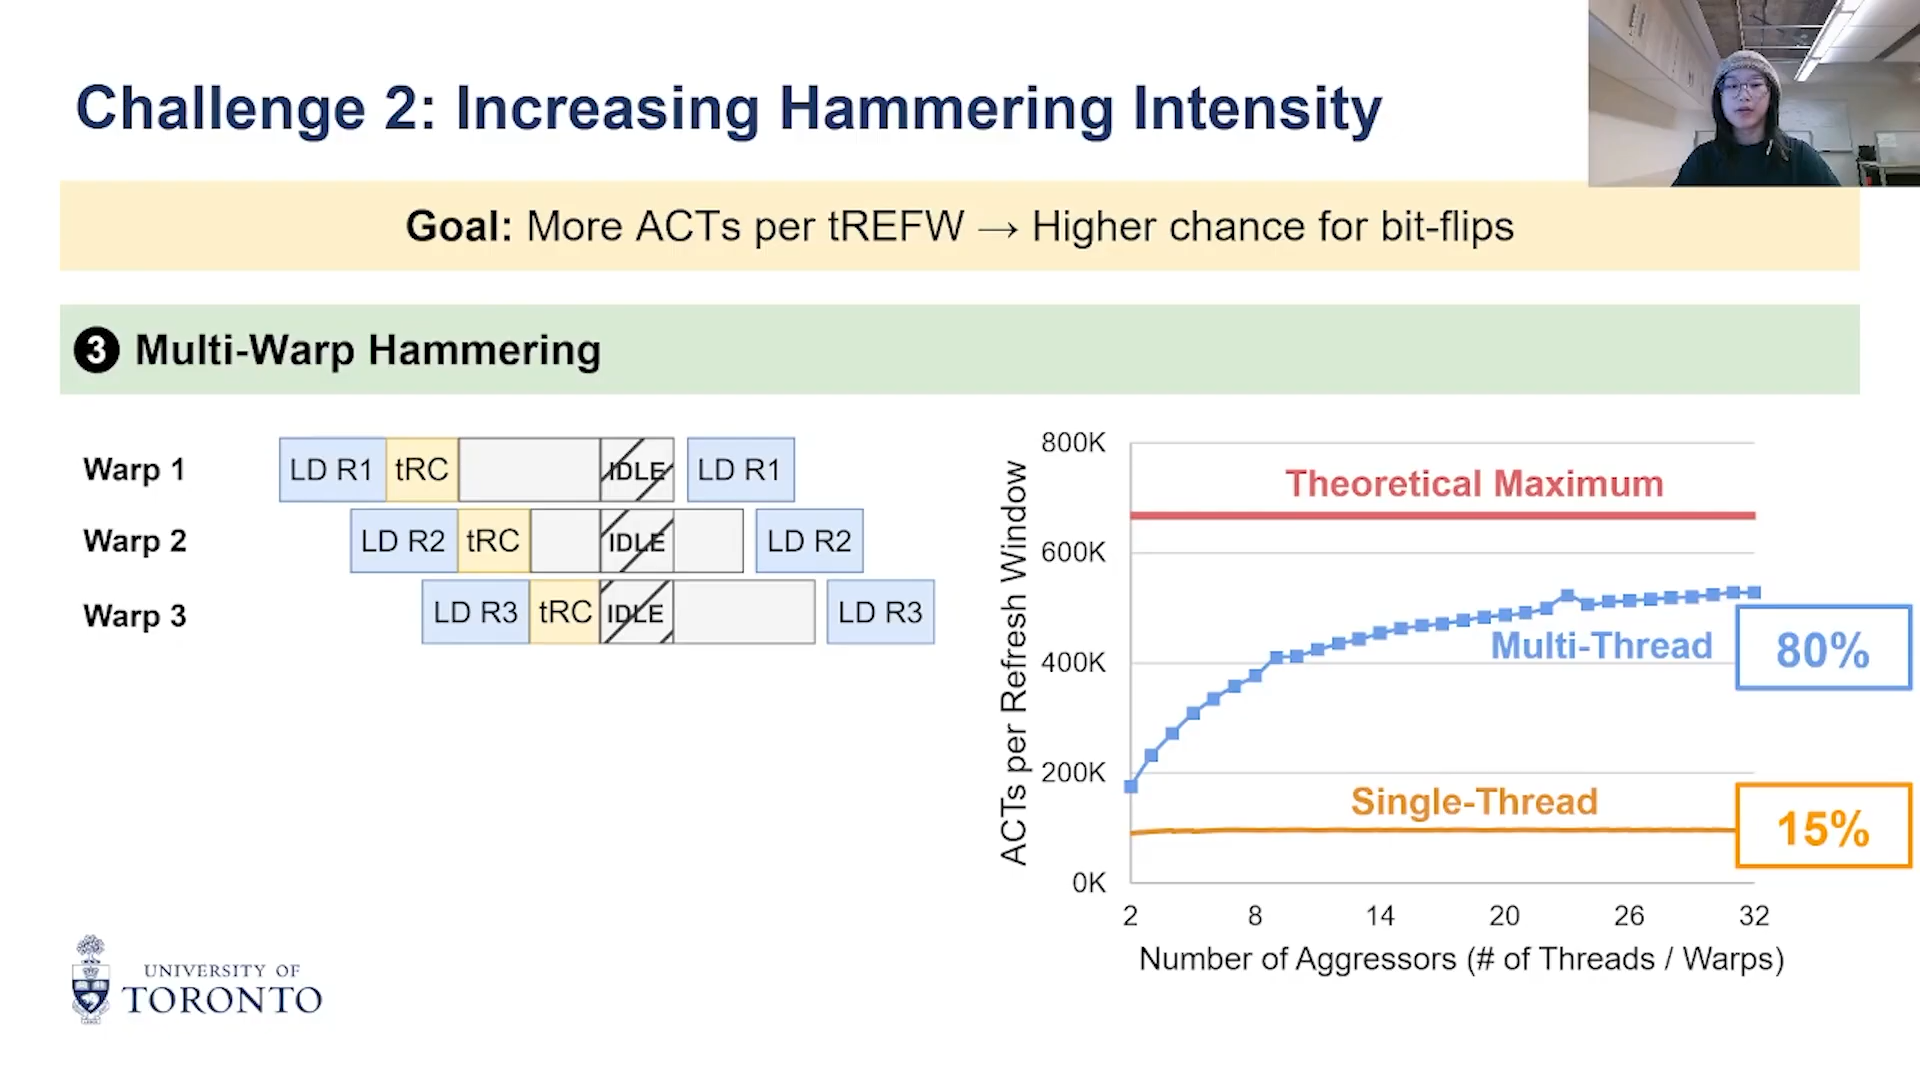 Challenge 2: Increasing Hammering Intensity
Goal: More ACTs per tREFW → Higher chance for bit-flips
3 Multi-Warp Hammering
Warp 1 LD R1 tRC IDLE LD R1
Warp 2 LD R2 tRC IDLE LD R2
Warp 3 LD R3 tRC IDLE LD R3
ACTs per Refresh Window
800K
600K
400K
200K
0K
Theoretical Maximum
Multi-Thread
80%
Single-Thread
15%
2 8 14 20 26 32
Number of Aggressors (# of Threads / Warps)
UNIVERSITY OF
TORONTO